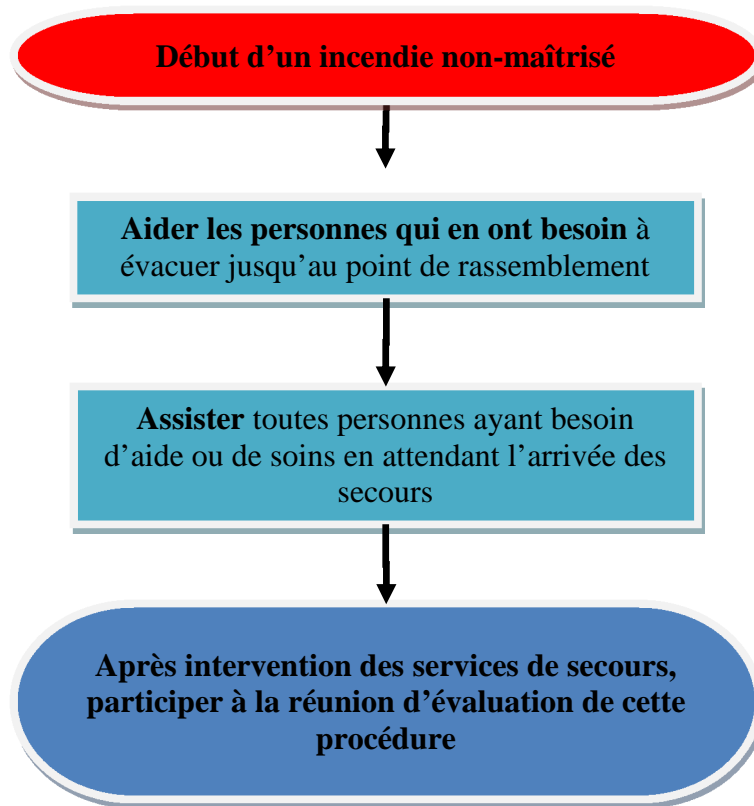 Début d’un incendie non-maîtrisé
Aider les personnes qui en ont besoin à
évacuer jusqu’au point de rassemblement
Assister toutes personnes ayant besoin
d’aide ou de soins en attendant l’arrivée des
secours
Après intervention des services de secours,
participer à la réunion d’évaluation de cette
procédure